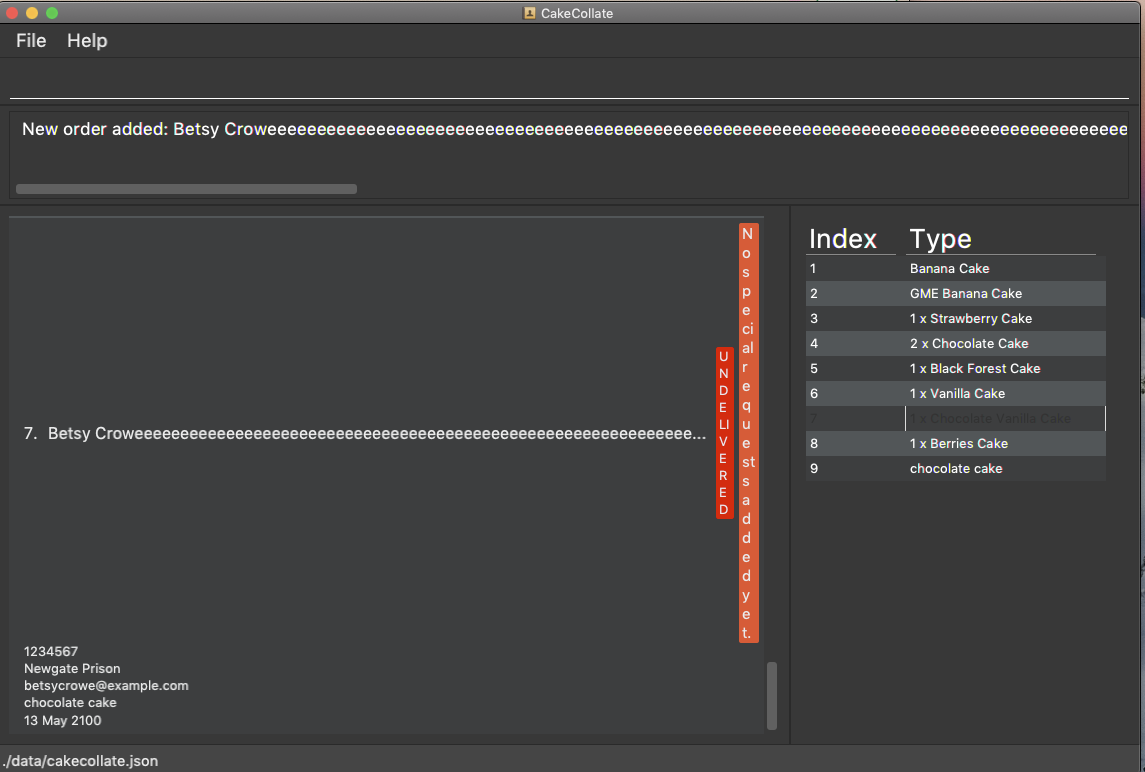 CakeCollate
File Help
New order added: Betsy Croweeeeeeeeeeeeeeeeeeeeeeeeeeeeeeeeeeeeeeeeeeeeeeeeeeeeeeeeeeeeeeeeeeeeeeeeeeeeeeeeeeeeeeee
7. Betsy Croweeeeeeeeeeeeeeeeeeeeeeeeeeeeeeeeeeeeeeeeeeeeeeeeeeeeeeeeee...
UNDELIVERED
No special requests added yet.
1234567
Newgate Prison
betsycrowe@example.com
chocolate cake
13 May 2100
Index Type
1 Banana Cake
2 GME Banana Cake
3 1 x Strawberry Cake
4 2 x Chocolate Cake
5 1 x Black Forest Cake
6 1 x Vanilla Cake
7 1 x Chocolate Vanilla Cake
8 1 x Berries Cake
9 chocolate cake
./data/cakecollate.json